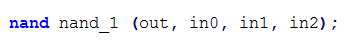 nand nand_1 (out, in0, in1, in2);